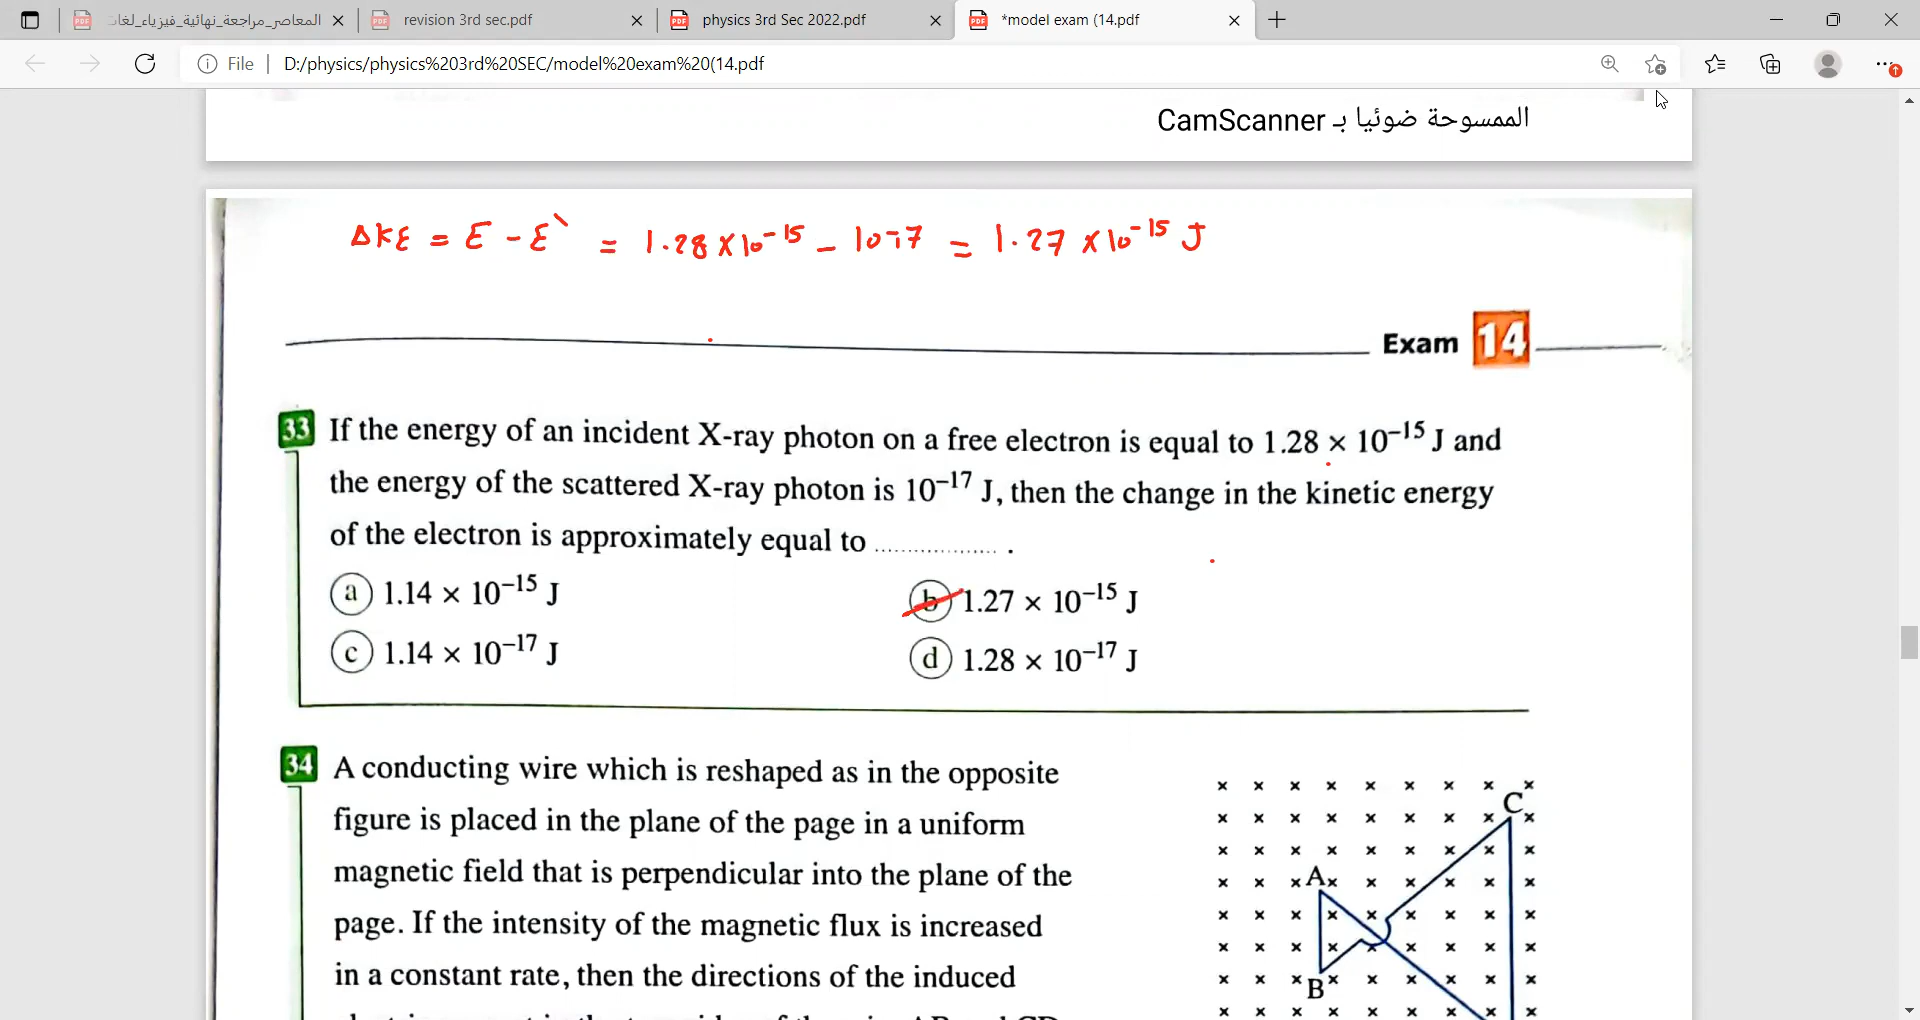 المعاصر_مراجعة_نهائية_فيزياء_لغات
revision 3rd sec.pdf
physics 3rd Sec 2022.pdf
*model exam (14.pdf
File D:/physics/physics%203rd%20SEC/model%20exam%20(14.pdf
الممسوحة ضوئيا بـ CamScanner
ΔKE = E - E` = 1.28 × 10⁻¹⁵ - 10⁻¹⁷ = 1.27 × 10⁻¹⁵ J
Exam 14
33 If the energy of an incident X-ray photon on a free electron is equal to 1.28 × 10⁻¹⁵ J and
the energy of the scattered X-ray photon is 10⁻¹⁷ J, then the change in the kinetic energy
of the electron is approximately equal to .................. .
a 1.14 × 10⁻¹⁵ J
b 1.27 × 10⁻¹⁵ J
c 1.14 × 10⁻¹⁷ J
d 1.28 × 10⁻¹⁷ J
34 A conducting wire which is reshaped as in the opposite
figure is placed in the plane of the page in a uniform
magnetic field that is perpendicular into the plane of the
page. If the intensity of the magnetic flux is increased
in a constant rate, then the directions of the induced
C
A
B